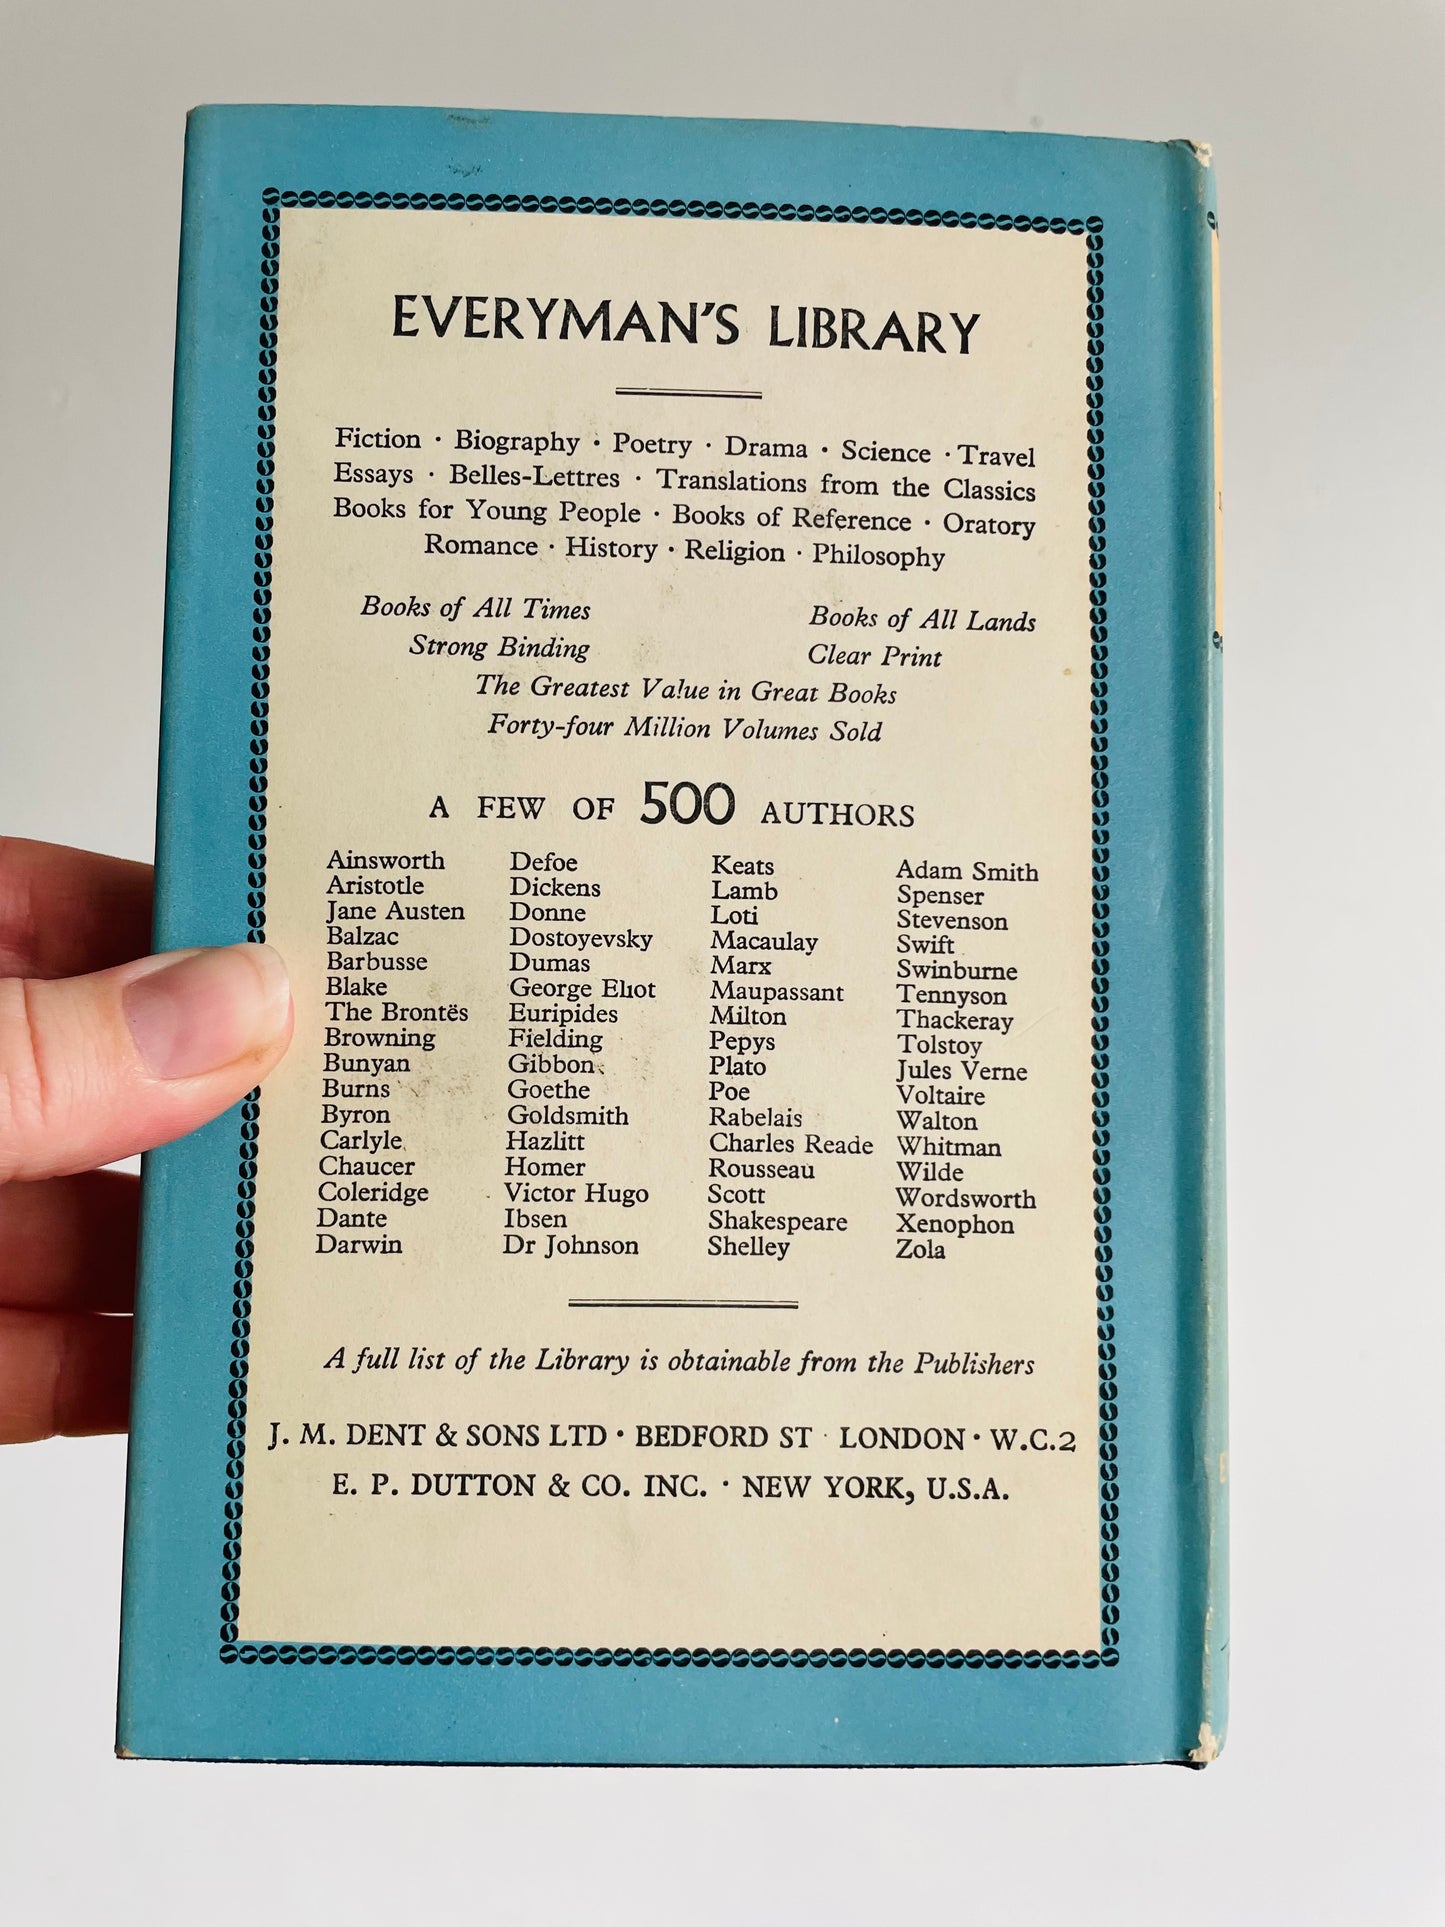 EVERYMAN'S LIBRARY
Fiction · Biography · Poetry · Drama · Science · Travel
Essays · Belles-Lettres · Translations from the Classics
Books for Young People · Books of Reference · Oratory
Romance · History · Religion · Philosophy
Books of All Times Books of All Lands
Strong Binding Clear Print
The Greatest Value in Great Books
Forty-four Million Volumes Sold
A FEW OF 500 AUTHORS
Ainsworth
Aristotle
Jane Austen
Balzac
Barbusse
Blake
The Brontës
Browning
Bunyan
Burns
Byron
Carlyle
Chaucer
Coleridge
Dante
Darwin
Defoe
Dickens
Donne
Dostoyevsky
Dumas
George Eliot
Euripides
Fielding
Gibbon
Goethe
Goldsmith
Hazlitt
Homer
Victor Hugo
Ibsen
Dr Johnson
Keats
Lamb
Loti
Macaulay
Marx
Maupassant
Milton
Pepys
Plato
Poe
Rabelais
Charles Reade
Rousseau
Scott
Shakespeare
Shelley
Adam Smith
Spenser
Stevenson
Swift
Swinburne
Tennyson
Thackeray
Tolstoy
Jules Verne
Voltaire
Walton
Whitman
Wilde
Wordsworth
Xenophon
Zola
A full list of the Library is obtainable from the Publishers
J. M. DENT & SONS LTD · BEDFORD ST · LONDON · W.C.2
E. P. DUTTON & CO. INC. · NEW YORK, U.S.A.